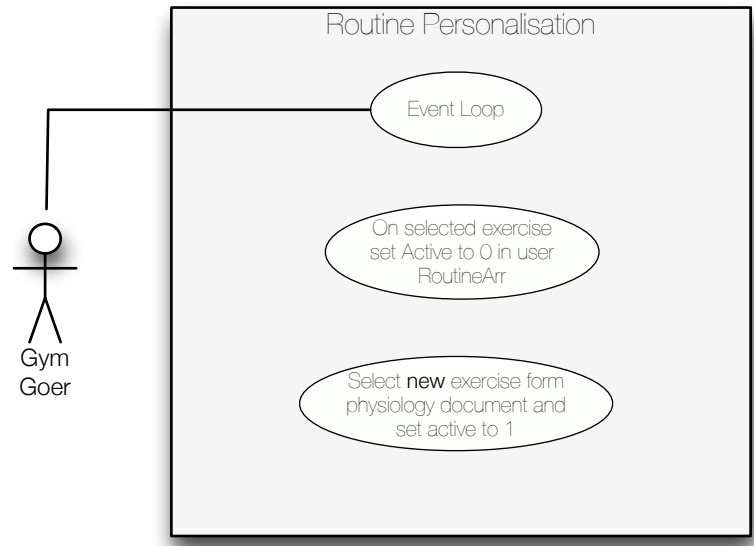 Routine Personalisation
Event Loop
On selected exercise
set Active to 0 in user
RoutineArr
Gym
Goer
Select new exercise form
physiology document and
set active to 1